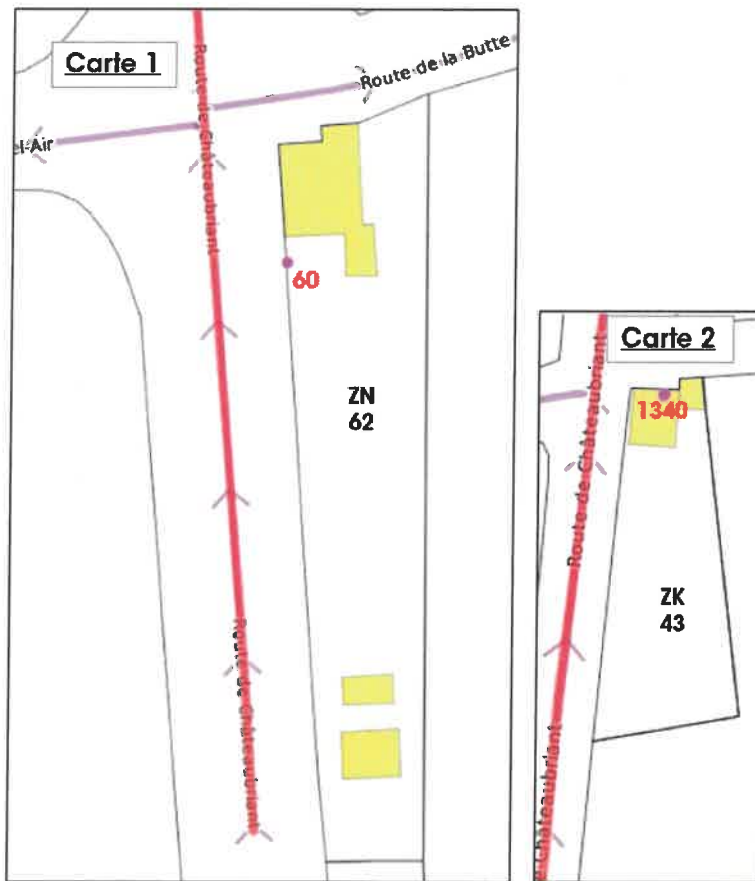 Carte 1
Route de la Butte
el-Air
Route de Châteaubriant
60
ZN
62
Route de Châteaubriant
Carte 2
1340
Route de Châteaubriant
ZK
43
e Châteaubriant